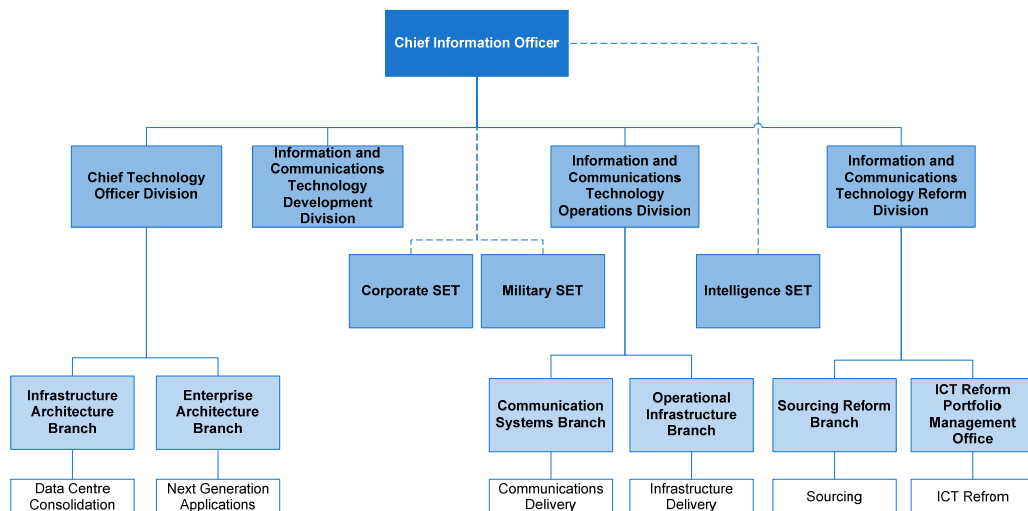 Chief Information Officer
Chief Technology
Officer Division
Information and
Communications
Technology
Development
Division
Information and
Communications
Technology
Operations Division
Information and
Communications
Technology Reform
Division
Corporate SET
Military SET
Intelligence SET
Infrastructure
Architecture
Branch
Enterprise
Architecture
Branch
Communication
Systems Branch
Operational
Infrastructure
Branch
Sourcing Reform
Branch
ICT Reform
Portfolio
Management
Office
Data Centre
Consolidation
Next Generation
Applications
Communications
Delivery
Infrastructure
Delivery
Sourcing
ICT Refrom